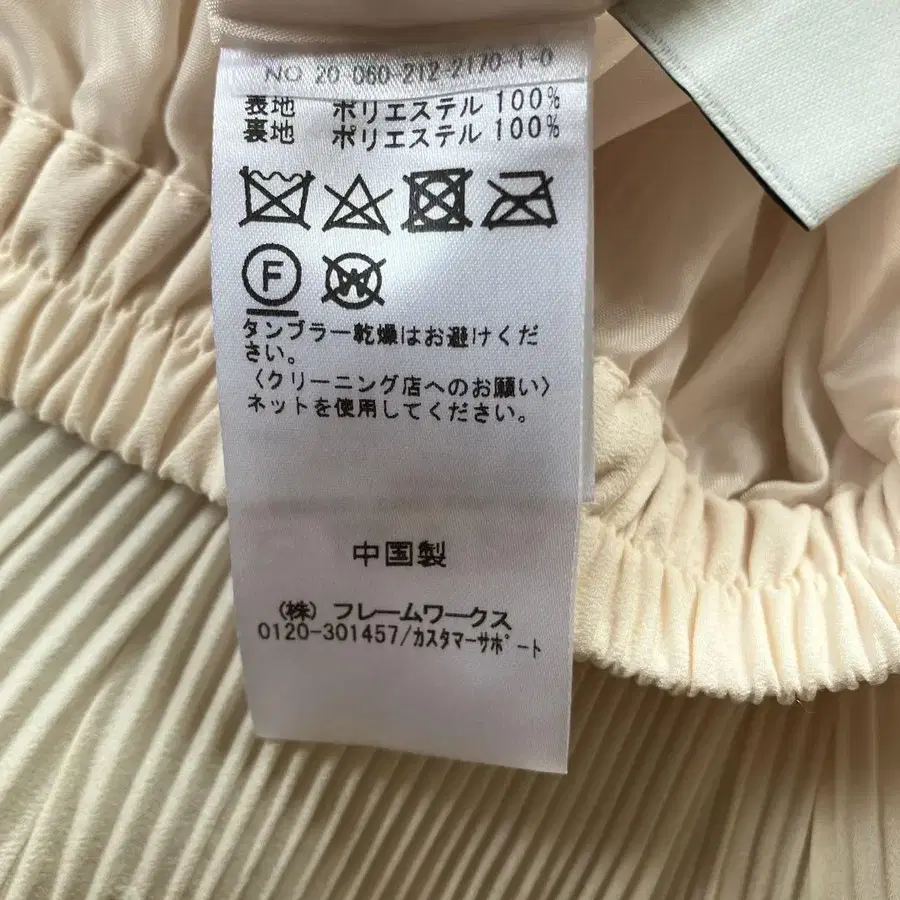 NO 20 060-212-2170-1-0
表地 ポリエステル 100%
裏地 ポリエステル 100%
F W
タンブラー乾燥はお避けくだ
さい。
〈クリーニング店へのお願い〉
ネットを使用してください。
中国製
(株) フレームワークス
0120-301457/カスタマーサポート